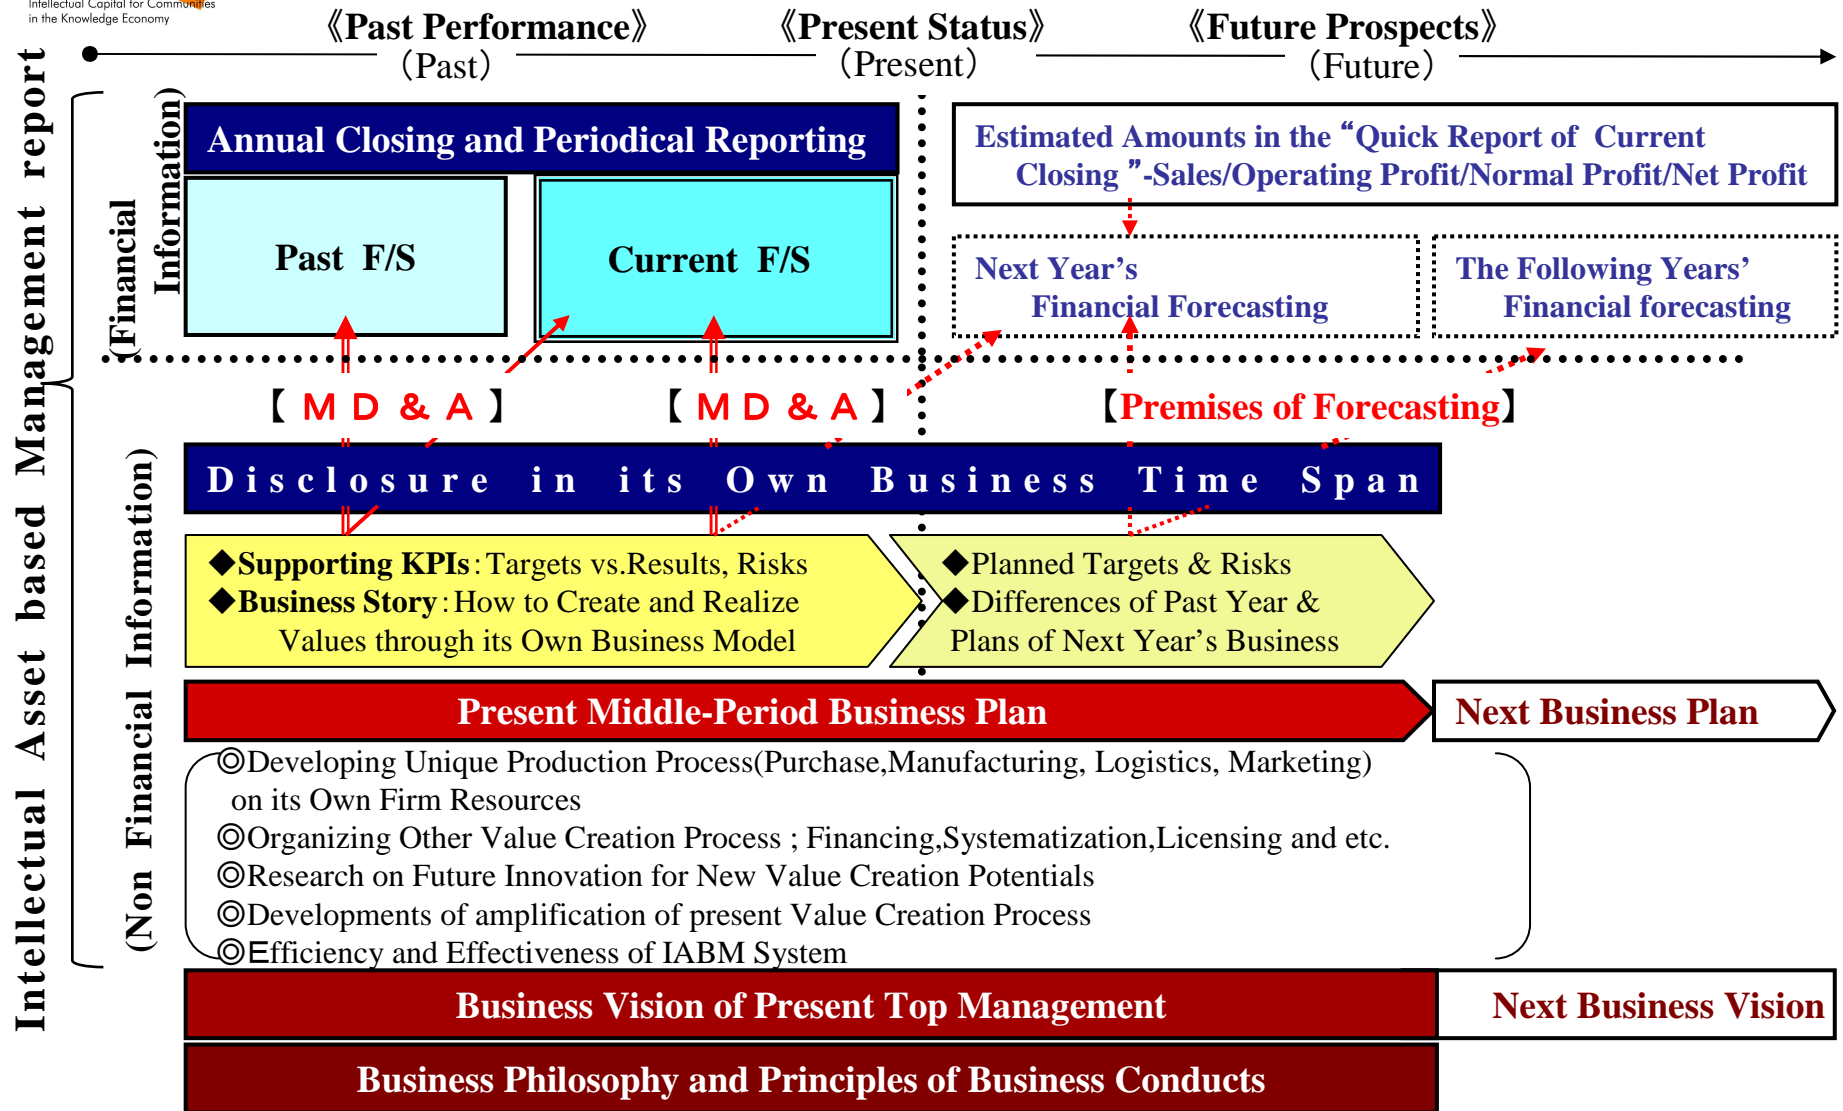 Intellectual Capital for Communities
in the Knowledge Economy
《Past Performance》
《Present Status》
《Future Prospects》
（Past）
（Present）
（Future）
Intellectual Asset based Management report
(Financial
Information)
Annual Closing and Periodical Reporting
Estimated Amounts in the “Quick Report of Current
Closing ”-Sales/Operating Profit/Normal Profit/Net Profit
Past F/S
Current F/S
Next Year’s
Financial Forecasting
The Following Years’
Financial forecasting
【ＭＤ＆Ａ】
【ＭＤ＆Ａ】
【Premises of Forecasting】
(Non Financial Information)
Disclosure in its Own Business Time Span
◆Supporting KPIs：Targets vs.Results, Risks
◆Business Story：How to Create and Realize
Values through its Own Business Model
◆Planned Targets & Risks
◆Differences of Past Year &
Plans of Next Year’s Business
Present Middle-Period Business Plan
Next Business Plan
◎Developing Unique Production Process(Purchase,Manufacturing, Logistics, Marketing)
on its Own Firm Resources
◎Organizing Other Value Creation Process ; Financing,Systematization,Licensing and etc.
◎Research on Future Innovation for New Value Creation Potentials
◎Developments of amplification of present Value Creation Process
◎Efficiency and Effectiveness of IABM System
Business Vision of Present Top Management
Next Business Vision
Business Philosophy and Principles of Business Conducts